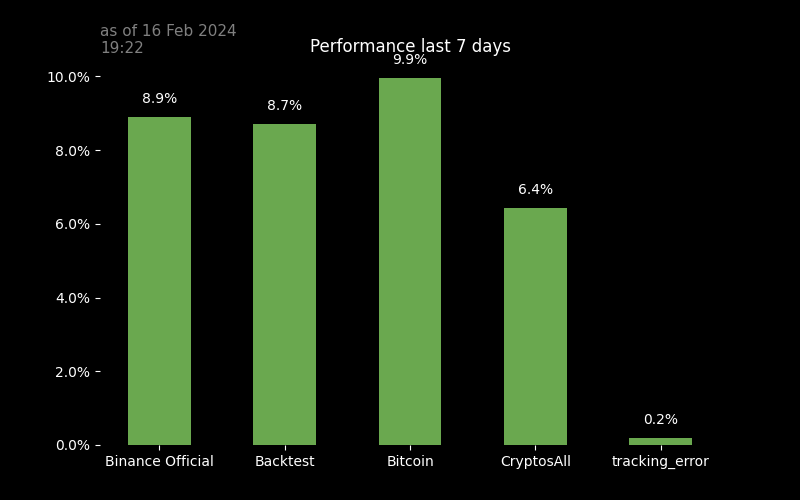 as of 16 Feb 2024
19:22
Performance last 7 days
10.0%
8.0%
6.0%
4.0%
2.0%
0.0%
8.9%
8.7%
9.9%
6.4%
0.2%
Binance Official
Backtest
Bitcoin
CryptosAll
tracking_error